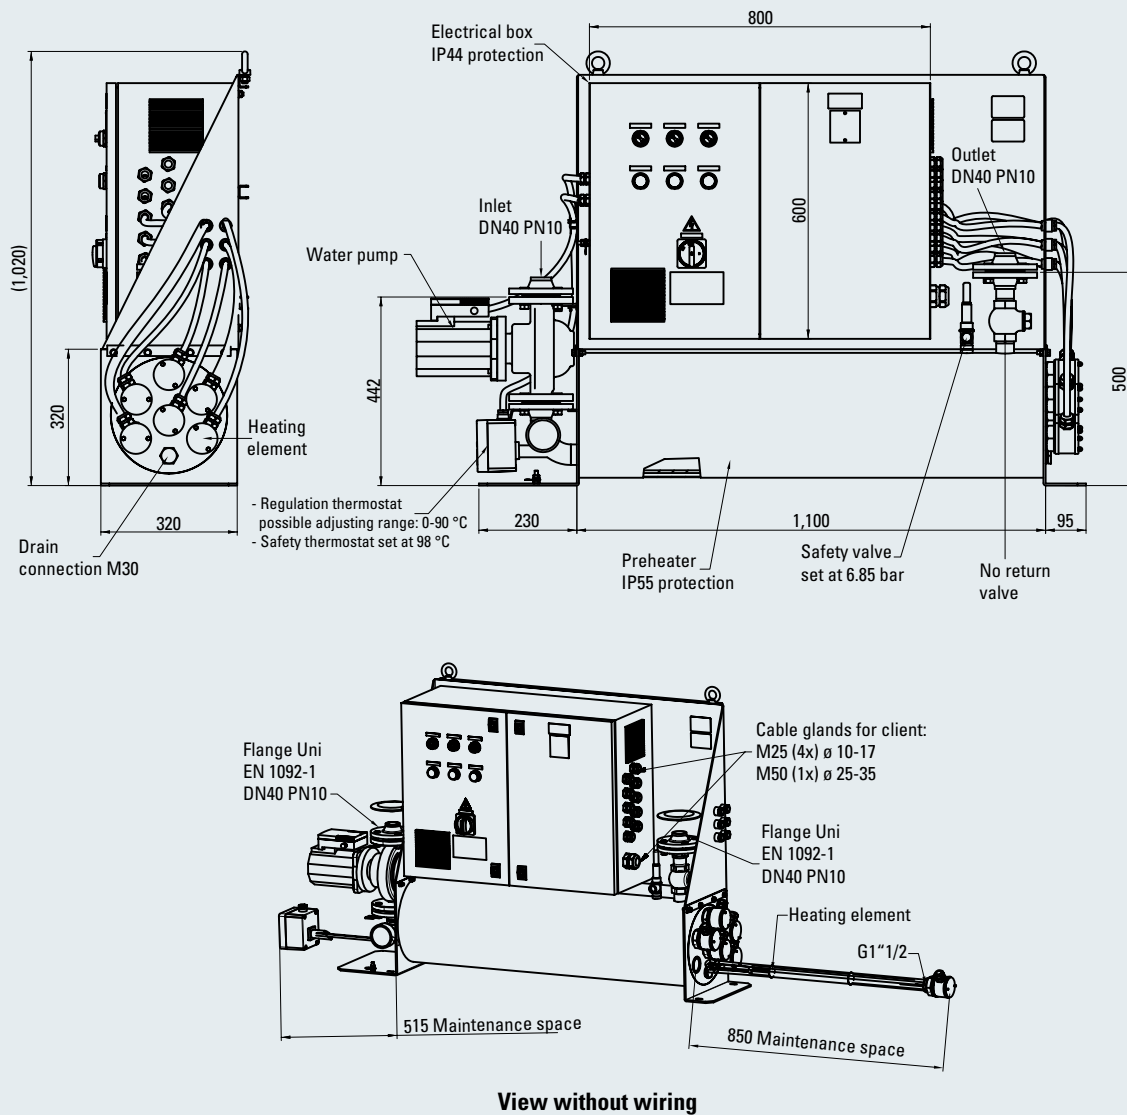 800
Electrical box
IP44 protection
Outlet
DN40 PN10
Inlet
DN40 PN10
600
Water pump
(1,020)
442
500
320
Heating
element
- Regulation thermostat
possible adjusting range: 0-90 °C
- Safety thermostat set at 98 °C
320
230
1,100
95
Drain
connection M30
Preheater
IP55 protection
Safety valve
set at 6.85 bar
No return
valve
Cable glands for client:
M25 (4x) ø 10-17
M50 (1x) ø 25-35
Flange Uni
EN 1092-1
DN40 PN10
Flange Uni
EN 1092-1
DN40 PN10
Heating element
G1“1/2
515 Maintenance space
850 Maintenance space
View without wiring